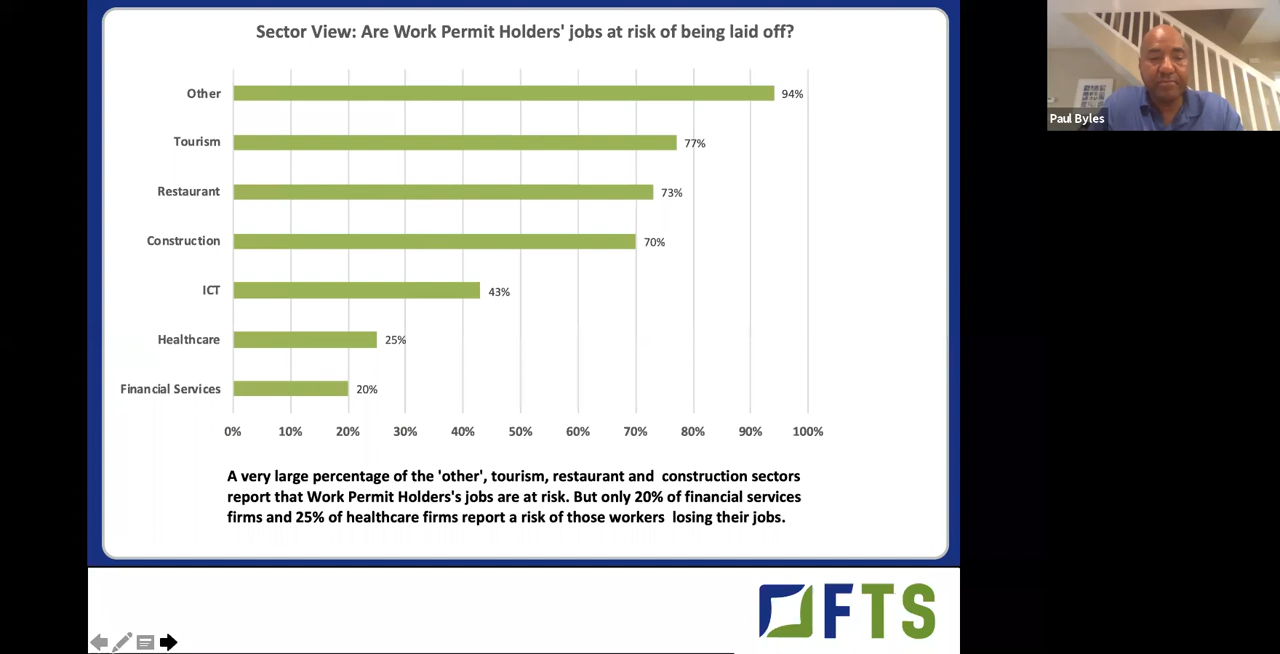 Sector View: Are Work Permit Holders' jobs at risk of being laid off?
Other 94%
Tourism 77%
Restaurant 73%
Construction 70%
ICT 43%
Healthcare 25%
Financial Services 20%
0% 10% 20% 30% 40% 50% 60% 70% 80% 90% 100%
A very large percentage of the 'other', tourism, restaurant and construction sectors
report that Work Permit Holders's jobs are at risk. But only 20% of financial services
firms and 25% of healthcare firms report a risk of those workers losing their jobs.
FTS
Paul Byles